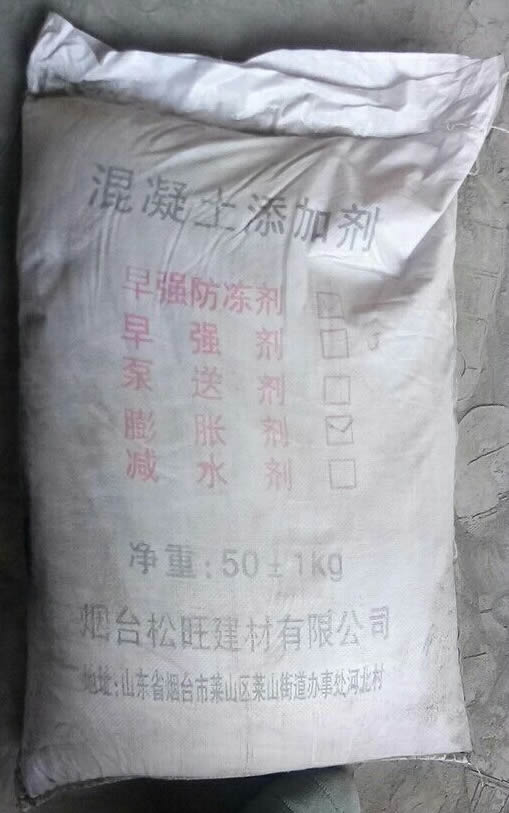 混凝土添加剂
早强防冻剂 □
早强剂 □
泵送剂 □
膨胀剂 ☑
减水剂 □
净重:50±1kg
烟台松旺建材有限公司
地址:山东省烟台市莱山区莱山街道办事处河北村